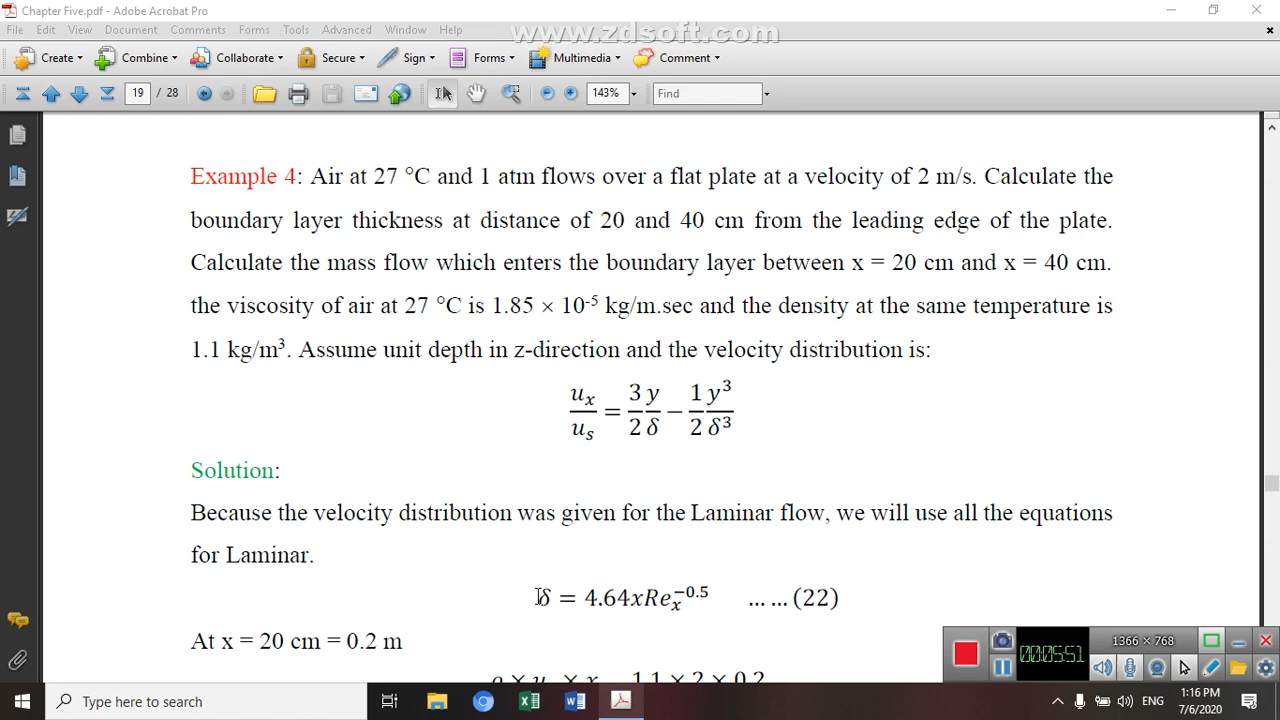 Chapter Five.pdf - Adobe Acrobat Pro
www.zdsoft.com
File Edit View Document Comments Forms Tools Advanced Window Help
Create Combine Collaborate Secure Sign Forms Multimedia Comment
19 / 28 143% Find
Example 4: Air at 27 °C and 1 atm flows over a flat plate at a velocity of 2 m/s. Calculate the
boundary layer thickness at distance of 20 and 40 cm from the leading edge of the plate.
Calculate the mass flow which enters the boundary layer between x = 20 cm and x = 40 cm.
the viscosity of air at 27 °C is 1.85 × 10⁻⁵ kg/m.sec and the density at the same temperature is
1.1 kg/m³. Assume unit depth in z-direction and the velocity distribution is:
uₓ/uₛ = 3/2 y/δ − 1/2 y³/δ³
Solution:
Because the velocity distribution was given for the Laminar flow, we will use all the equations
for Laminar.
δ = 4.64xReₓ^−0.5 ... ... (22)
At x = 20 cm = 0.2 m
1.1 × 2 × 0.2
1366 × 768
00:05:51
Type here to search
ENG
1:16 PM
7/6/2020